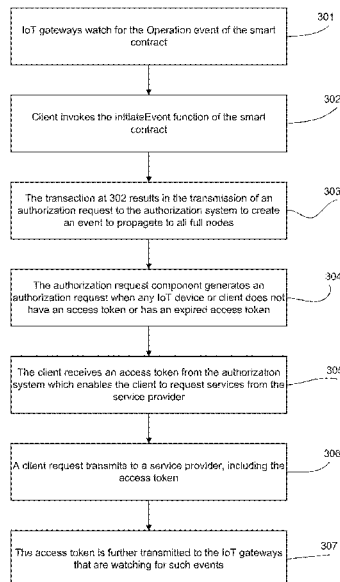 IoT gateways watch for the Operation event of the smart
contract
301
Client invokes the initiateEvent function of the smart
contract
302
The transaction at 302 results in the transmission of an
authorization request to the authorization system to create
an event to propagate to all full nodes
303
The authorization request component generates an
authorization request when any IoT device or client does not
have an access token or has an expired access token
304
The client receives an access token from the authorization
system which enables the client to request services from the
service provider
305
A client request transmits to a service provider, including the
access token
306
The access token is further transmitted to the IoT gateways
that are watching for such events
307